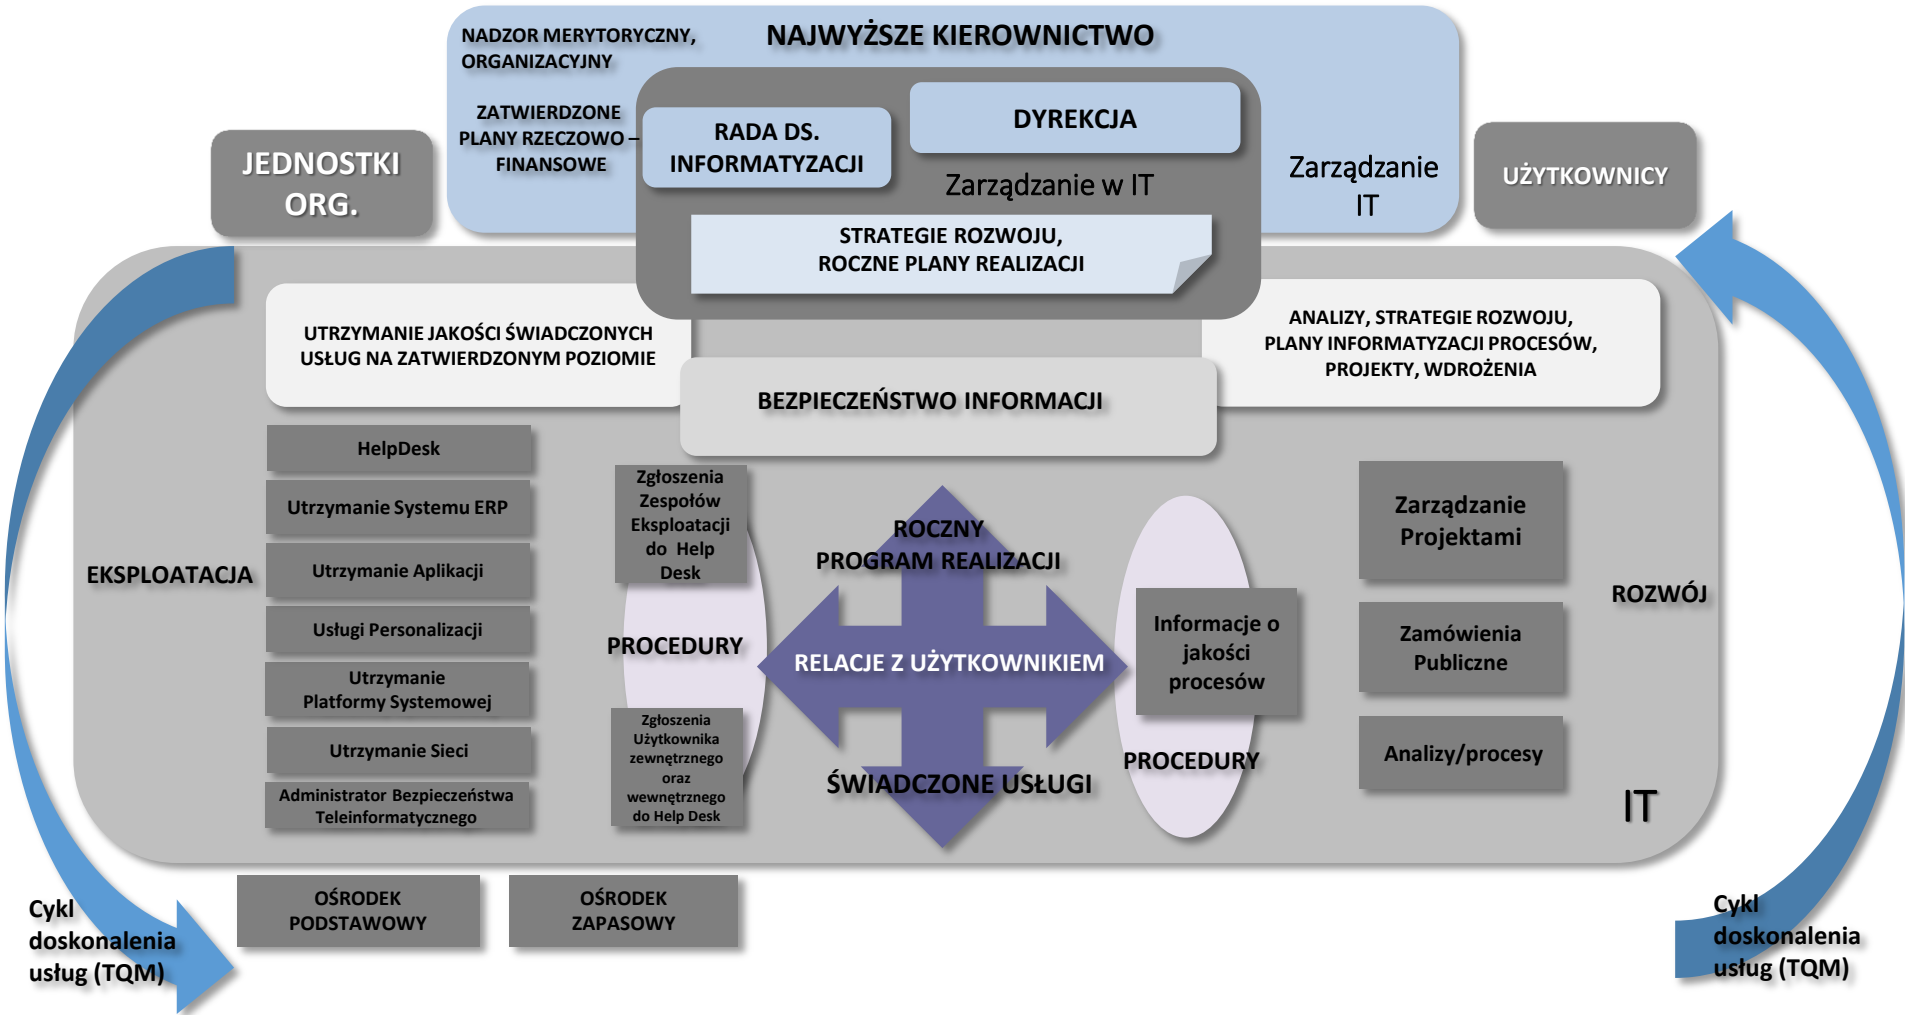 NADZOR MERYTORYCZNY,
ORGANIZACYJNY
NAJWYŻSZE KIEROWNICTWO
ZATWIERDZONE
PLANY RZECZOWO –
FINANSOWE
RADA DS.
INFORMATYZACJI
DYREKCJA
Zarządzanie w IT
Zarządzanie
IT
JEDNOSTKI
ORG.
UŻYTKOWNICY
STRATEGIE ROZWOJU,
ROCZNE PLANY REALIZACJI
UTRZYMANIE JAKOŚCI ŚWIADCZONYCH
USŁUG NA ZATWIERDZONYM POZIOMIE
ANALIZY, STRATEGIE ROZWOJU,
PLANY INFORMATYZACJI PROCESÓW,
PROJEKTY, WDROŻENIA
BEZPIECZEŃSTWO INFORMACJI
EKSPLOATACJA
HelpDesk
Utrzymanie Systemu ERP
Utrzymanie Aplikacji
Usługi Personalizacji
Utrzymanie
Platformy Systemowej
Utrzymanie Sieci
Administrator Bezpieczeństwa
Teleinformatycznego
Zgłoszenia
Zespołów
Eksploatacji
do Help
Desk
PROCEDURY
Zgłoszenia
Użytkownika
zewnętrznego
oraz
wewnętrznego
do Help Desk
ROCZNY
PROGRAM REALIZACJI
RELACJE Z UŻYTKOWNIKIEM
ŚWIADCZONE USŁUGI
Informacje o
jakości
procesów
PROCEDURY
Zarządzanie
Projektami
Zamówienia
Publiczne
Analizy/procesy
ROZWÓJ
IT
OŚRODEK
PODSTAWOWY
OŚRODEK
ZAPASOWY
Cykl
doskonalenia
usług (TQM)
Cykl
doskonalenia
usług (TQM)